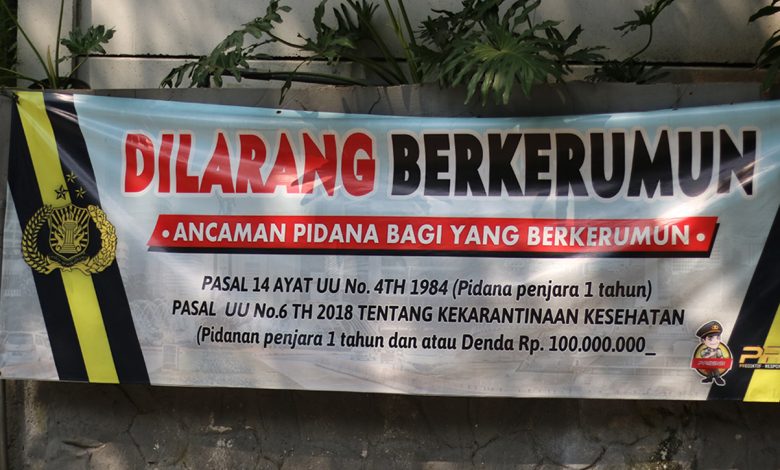 DILARANG BERKERUMUN
• ANCAMAN PIDANA BAGI YANG BERKERUMUN •
PASAL 14 AYAT UU No. 4TH 1984 (Pidana penjara 1 tahun)
PASAL UU No.6 TH 2018 TENTANG KEKARANTINAAN KESEHATAN
(Pidanan penjara 1 tahun dan atau Denda Rp. 100.000.000_
PRESISI